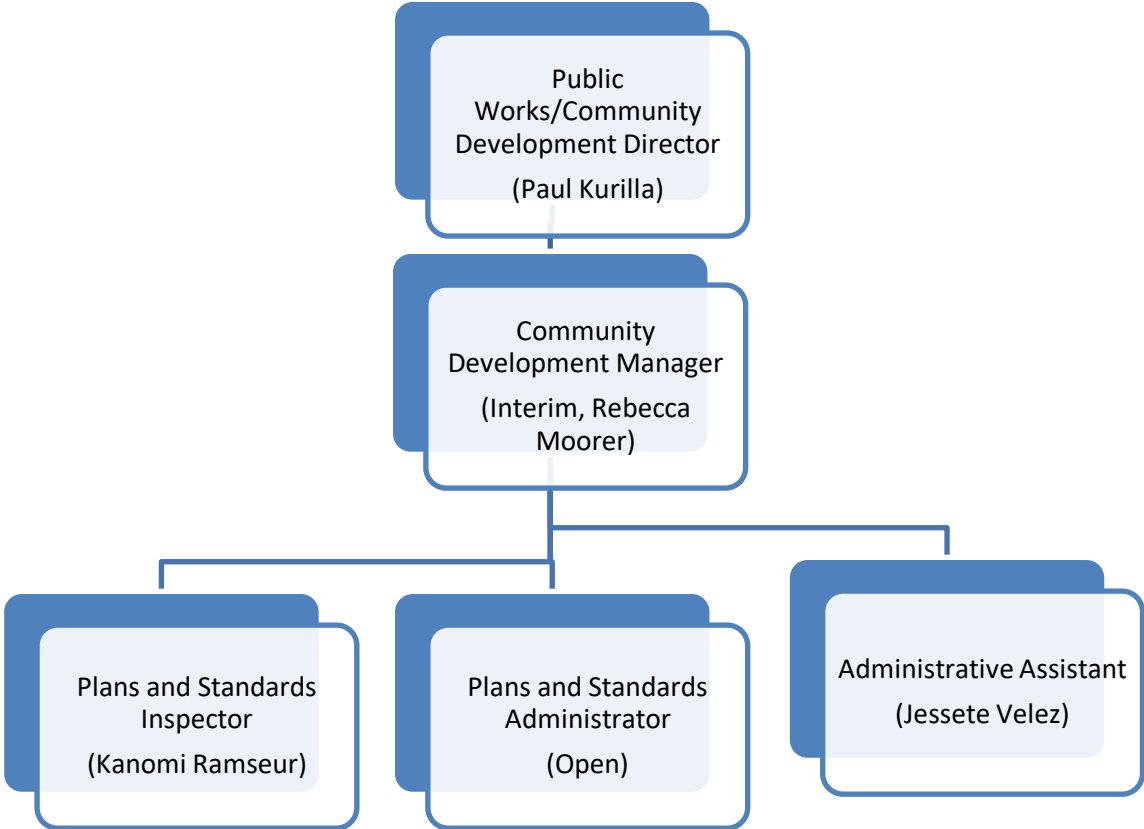 Public
Works/Community
Development Director
(Paul Kurilla)
Community
Development Manager
(Interim, Rebecca
Moorer)
Plans and Standards
Inspector
(Kanomi Ramseur)
Plans and Standards
Administrator
(Open)
Administrative Assistant
(Jessete Velez)